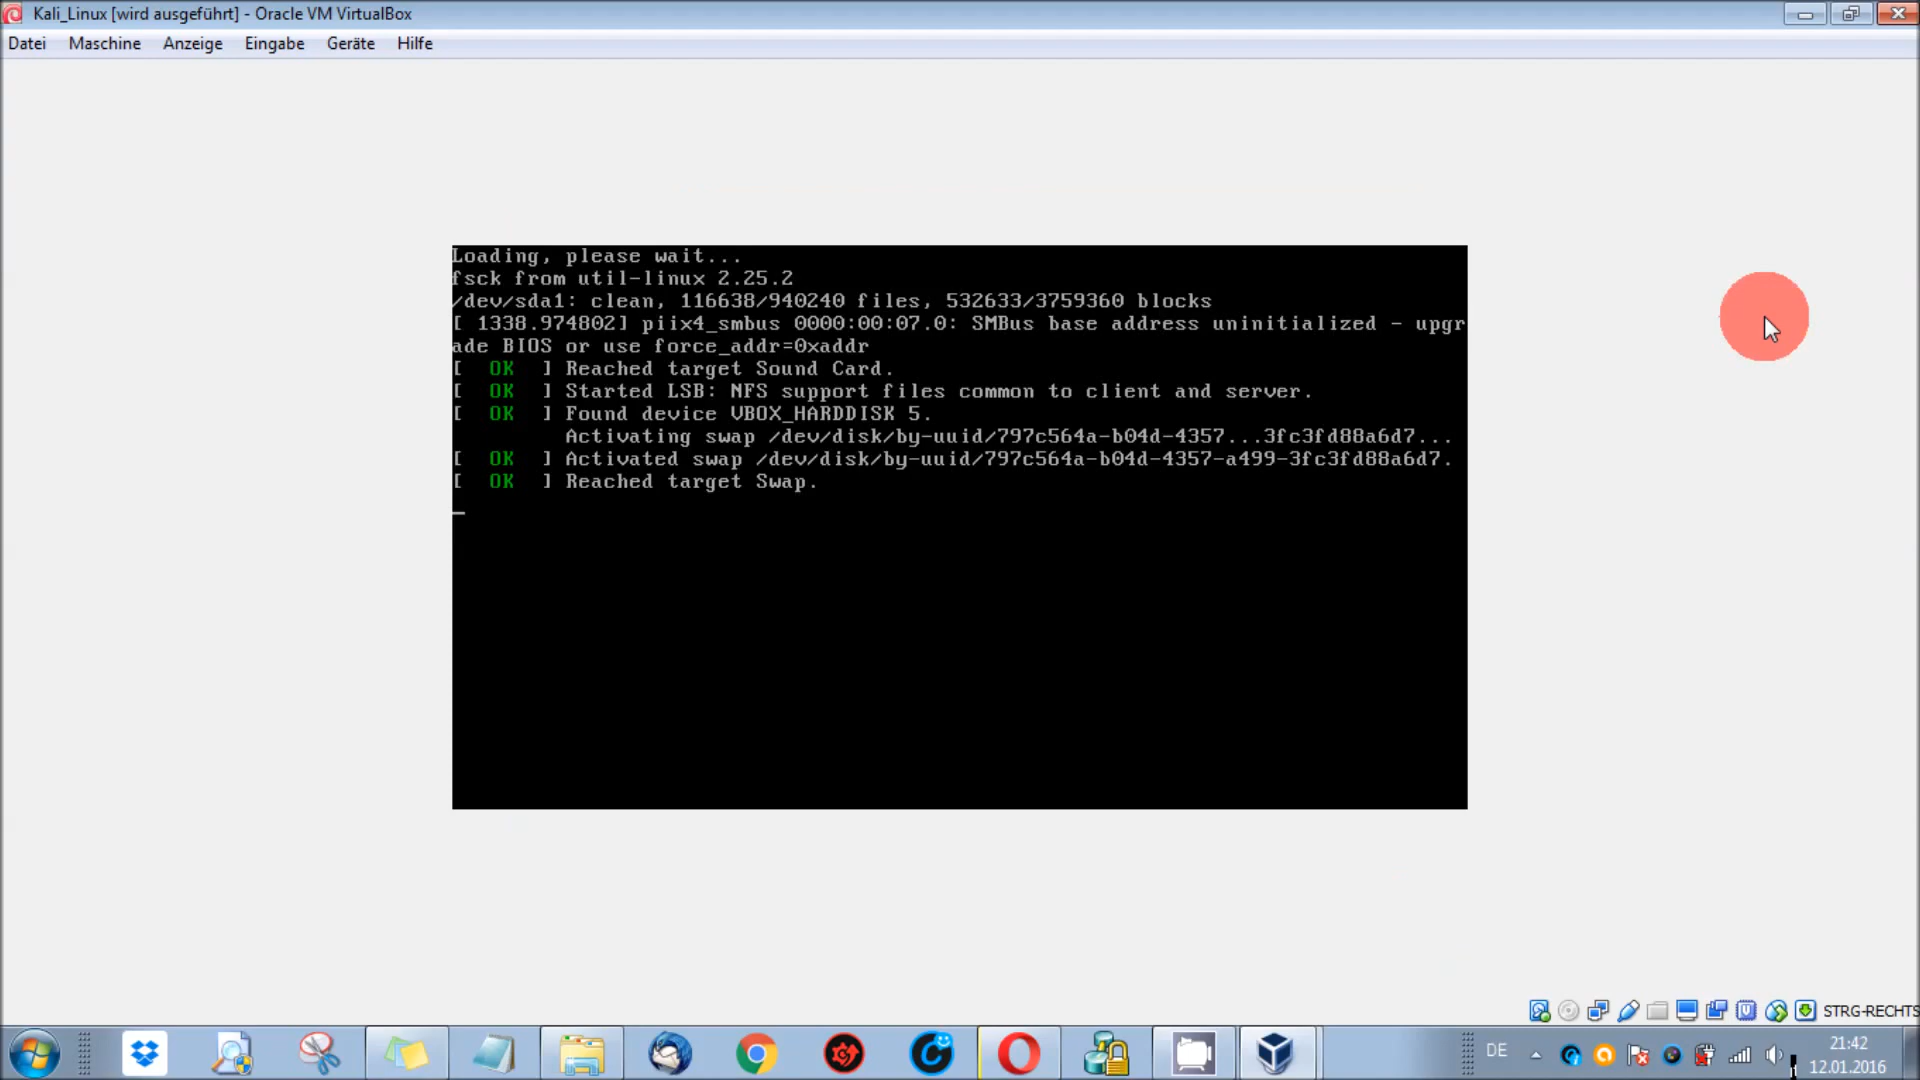 Kali_Linux [wird ausgeführt] - Oracle VM VirtualBox
Datei Maschine Anzeige Eingabe Geräte Hilfe
Loading, please wait...
fsck from util-linux 2.25.2
/dev/sda1: clean, 116638/940240 files, 532633/3759360 blocks
[ 1338.974802] piix4_smbus 0000:00:07.0: SMBus base address uninitialized - upgr
ade BIOS or use force_addr=0xaddr
[ OK ] Reached target Sound Card.
[ OK ] Started LSB: NFS support files common to client and server.
[ OK ] Found device VBOX_HARDDISK 5.
Activating swap /dev/disk/by-uuid/797c564a-b04d-4357...3fc3fd88a6d7...
[ OK ] Activated swap /dev/disk/by-uuid/797c564a-b04d-4357-a499-3fc3fd88a6d7.
[ OK ] Reached target Swap.
STRG-RECHTS
DE
21:42
12.01.2016